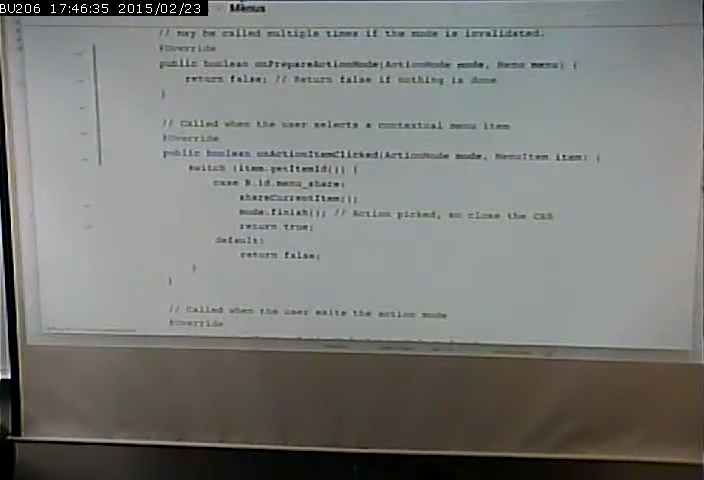 BU206 17:46:35 2015/02/23
Menus
// may be called multiple times if the mode is invalidated.
@Override
public boolean onPrepareActionMode(ActionMode mode, Menu menu) {
return false; // Return false if nothing is done
}
// Called when the user selects a contextual menu item
@Override
public boolean onActionItemClicked(ActionMode mode, MenuItem item) {
switch (item.getItemId()) {
case R.id.menu_share:
shareCurrentItem();
mode.finish(); // Action picked, so close the CAB
return true;
default:
return false;
}
}
// Called when the user exits the action mode
@Override